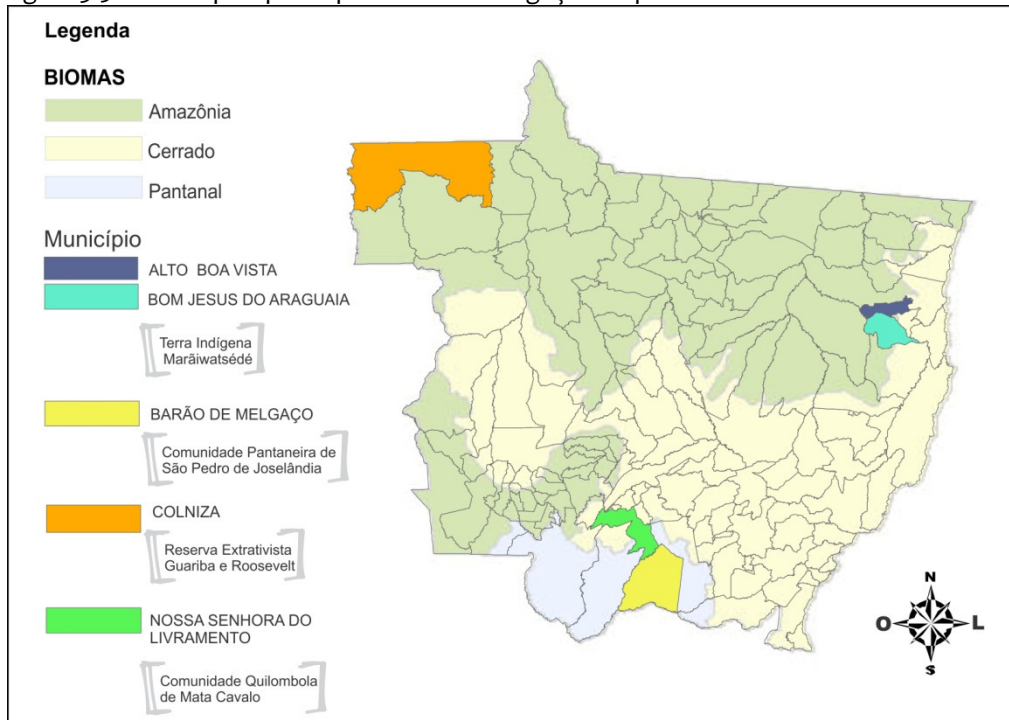 Legenda
BIOMAS
Amazônia
Cerrado
Pantanal
Município
ALTO BOA VISTA
BOM JESUS DO ARAGUAIA
Terra Indígena
Marãiwatsédé
BARÃO DE MELGAÇO
Comunidade Pantaneira de
São Pedro de Joselândia
COLNIZA
Reserva Extrativista
Guariba e Roosevelt
NOSSA SENHORA DO
LIVRAMENTO
Comunidade Quilombola
de Mata Cavalo
N
O L
S